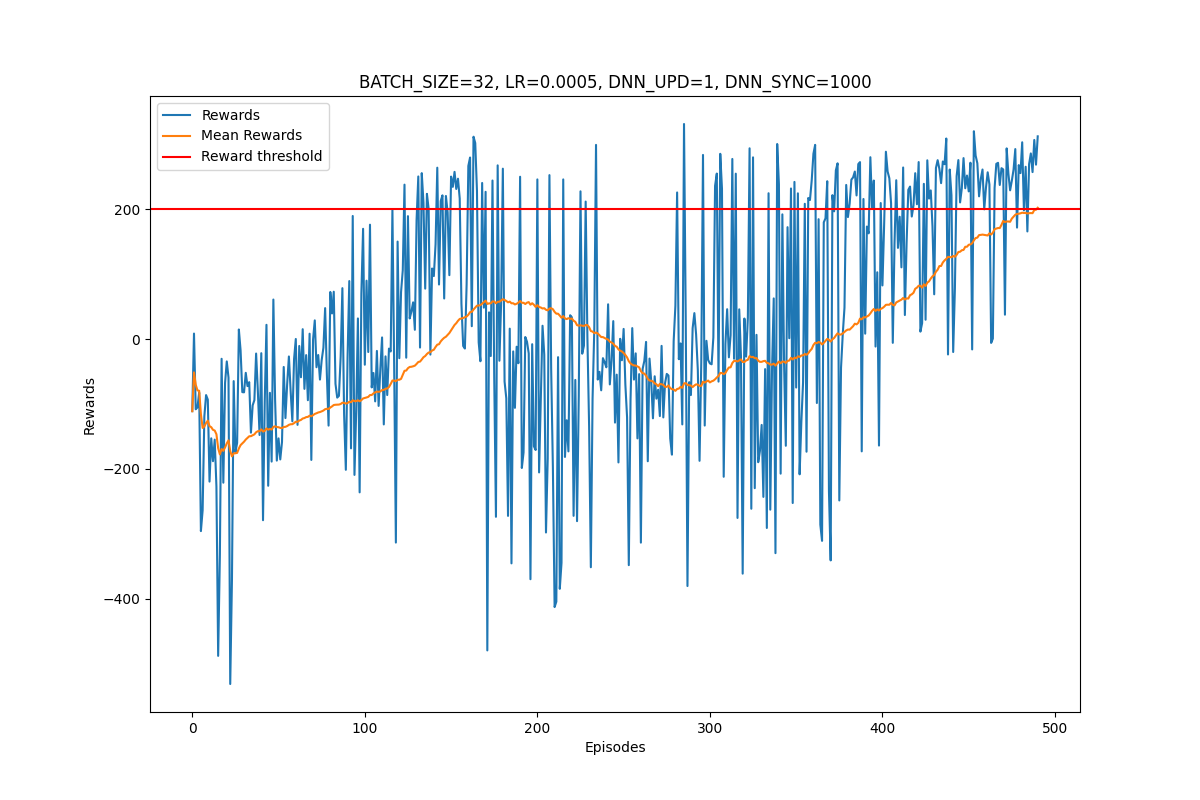 BATCH_SIZE=32, LR=0.0005, DNN_UPD=1, DNN_SYNC=1000
Rewards
Mean Rewards
Reward threshold
200
0
−200
−400
Rewards
0
100
200
300
400
500
Episodes